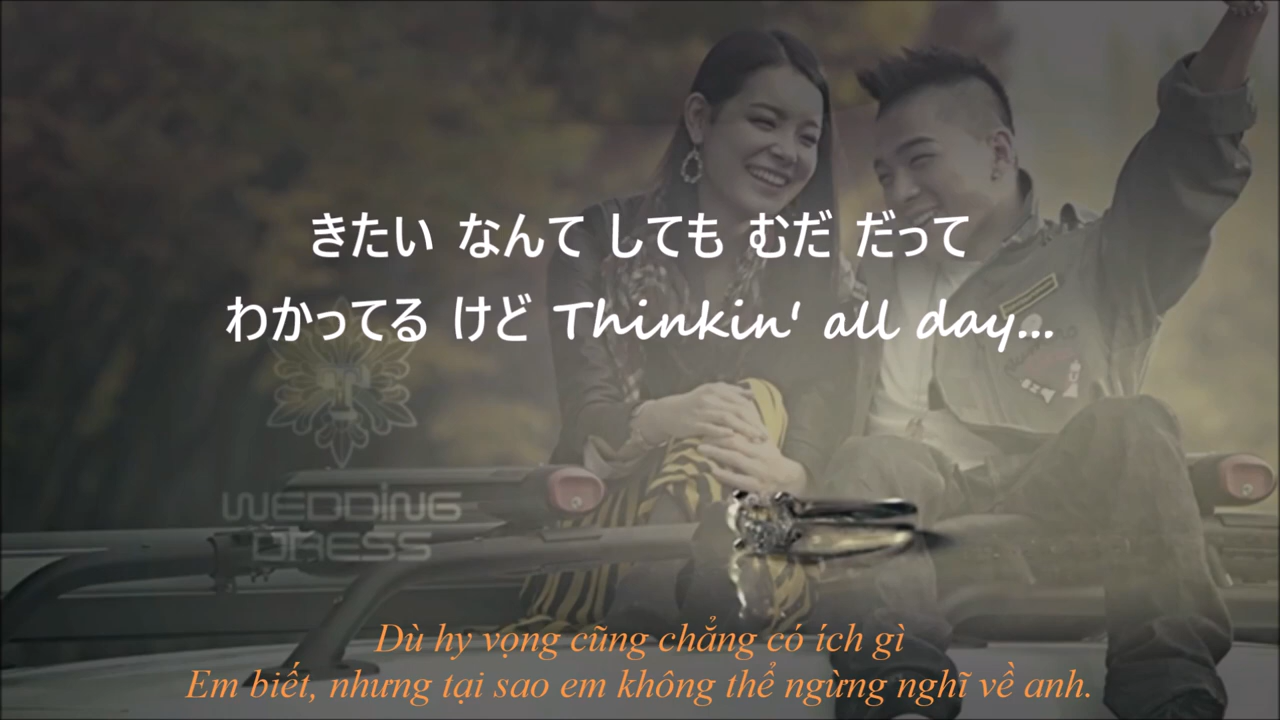 きたい なんて しても むだ だって
わかってる けど Thinkin' all day...
WEDDING
DRESS
Dù hy vọng cũng chẳng có ích gì
Em biết, nhưng tại sao em không thể ngừng nghĩ về anh.